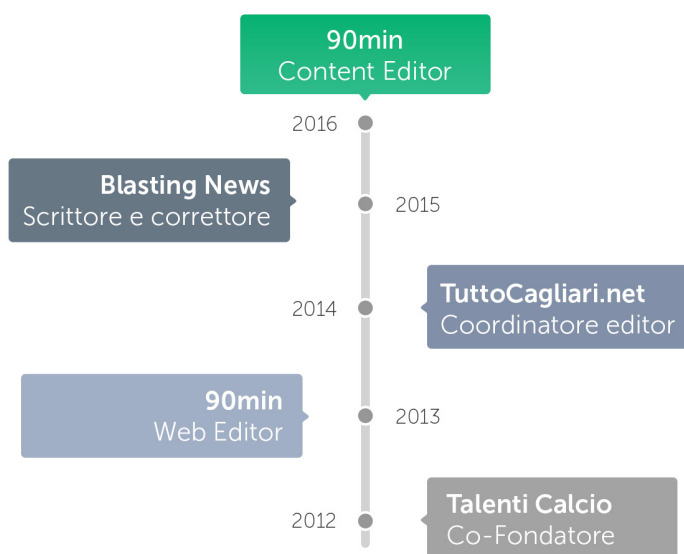 90min
Content Editor
2016
Blasting News
Scrittore e correttore
2015
TuttoCagliari.net
Coordinatore editor
2014
90min
Web Editor
2013
Talenti Calcio
Co-Fondatore
2012